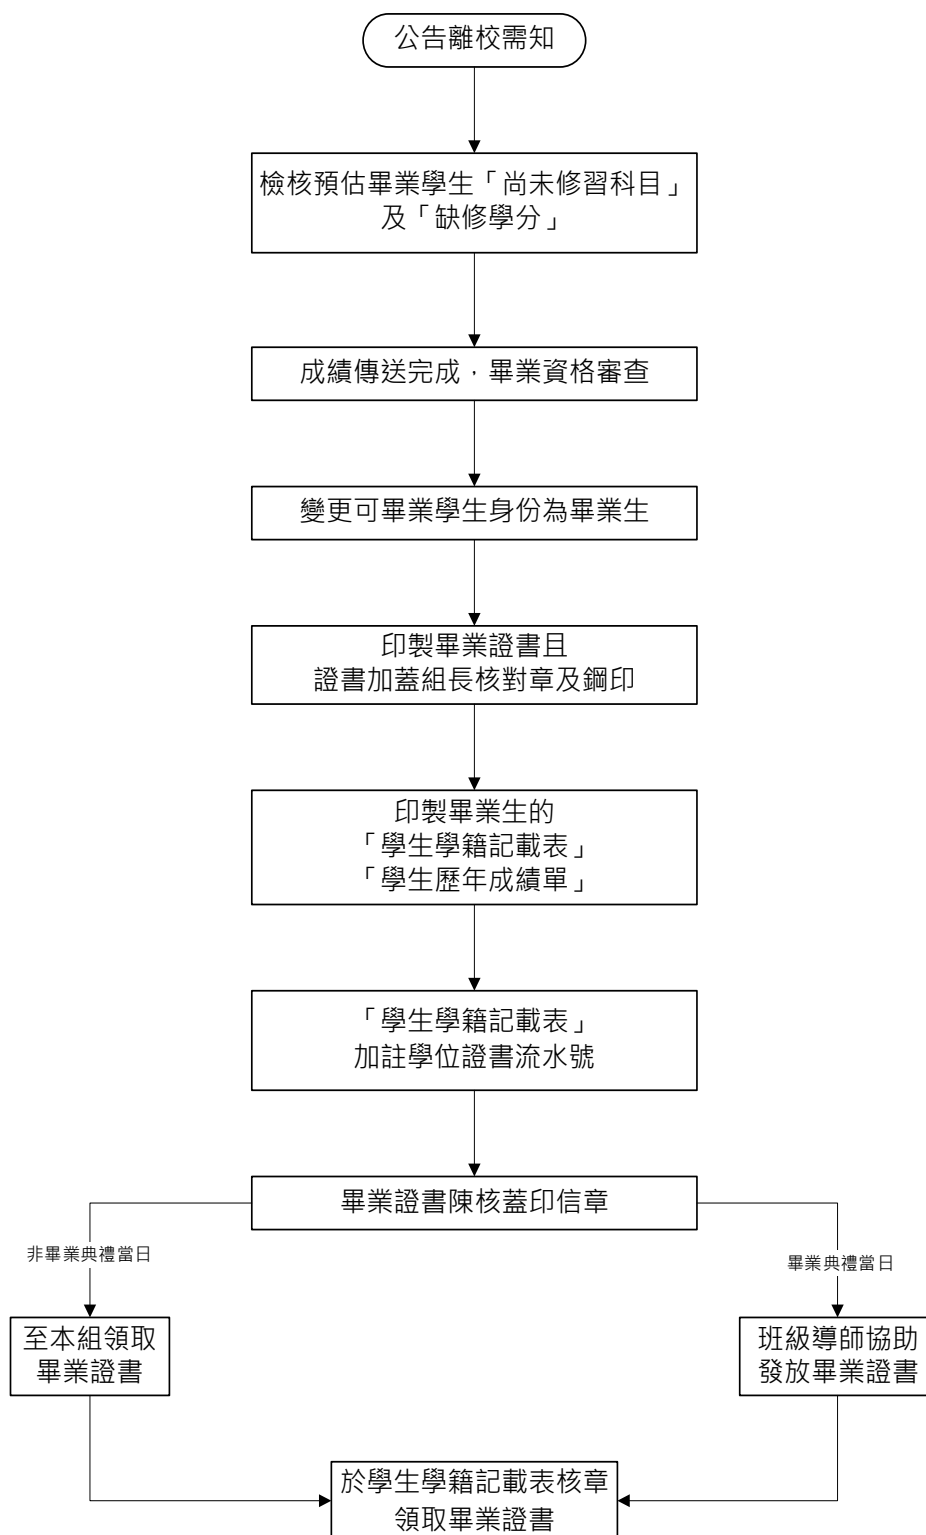 公告離校需知
檢核預估畢業學生「尚未修習科目」
及「缺修學分」
成績傳送完成，畢業資格審查
變更可畢業學生身份為畢業生
印製畢業證書且
證書加蓋組長核對章及鋼印
印製畢業生的
「學生學籍記載表」
「學生歷年成績單」
「學生學籍記載表」
加註學位證書流水號
畢業證書陳核蓋印信章
非畢業典禮當日
畢業典禮當日
至本組領取
畢業證書
班級導師協助
發放畢業證書
於學生學籍記載表核章
領取畢業證書